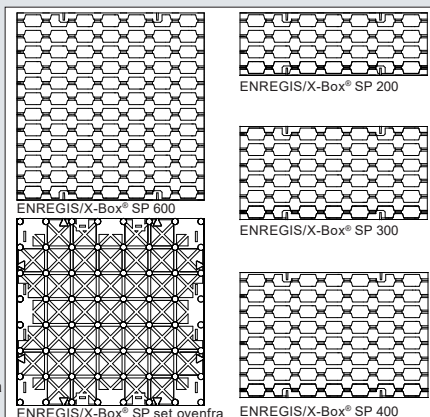 ENREGIS/X-Box® SP 600
ENREGIS/X-Box® SP set ovenfra
ENREGIS/X-Box® SP 200
ENREGIS/X-Box® SP 300
ENREGIS/X-Box® SP 400